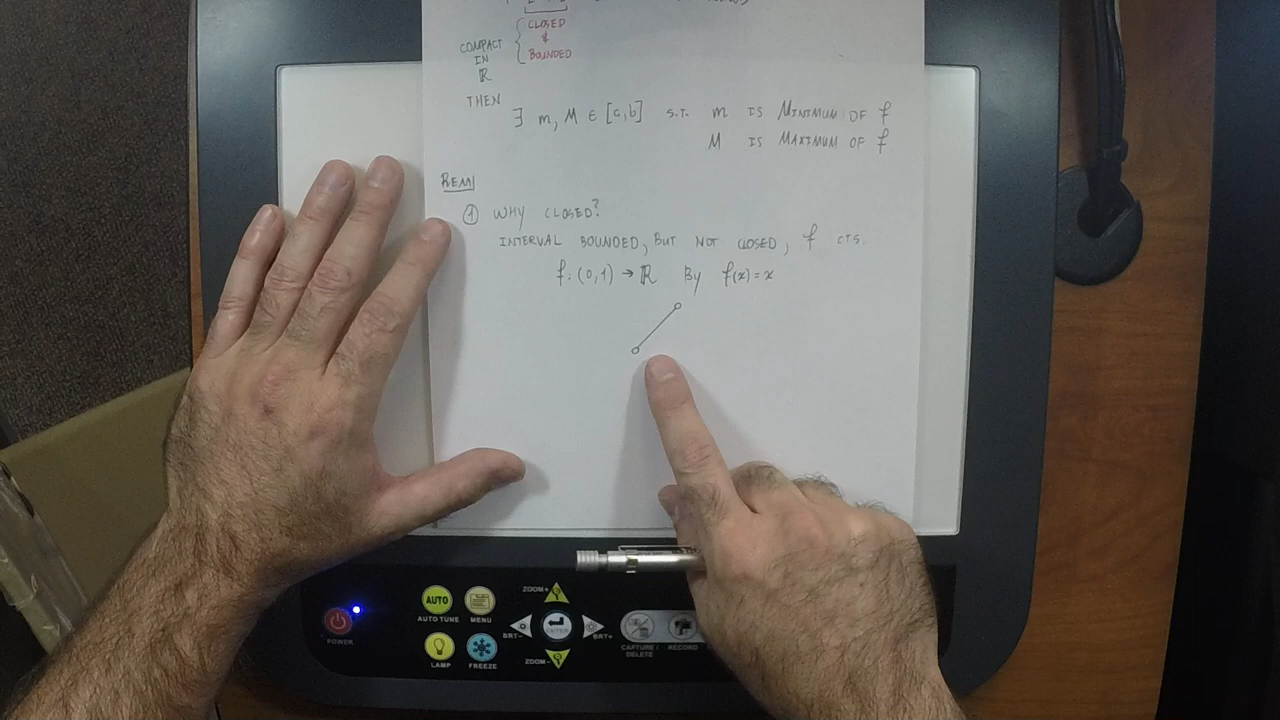 CLOSED
&
BOUNDED
COMPACT
IN
ℝ
THEN
∃ m, M ∈ [c,b] s.t. m IS MINIMUM OF f
M IS MAXIMUM OF f
REM
① WHY CLOSED?
INTERVAL BOUNDED, BUT NOT CLOSED, f CTS.
f: (0,1) → ℝ By f(x)=x
AUTO
AUTO TUNE
MENU
ZOOM+
POWER
BRT-
ENTER
BRT+
LAMP
FREEZE
ZOOM-
CAPTURE / DELETE
RECORD